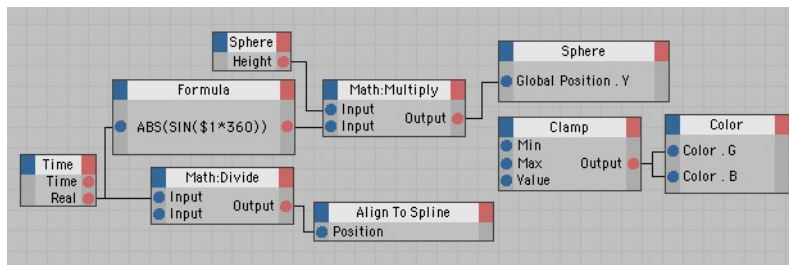 Sphere
Height
Formula
ABS(SIN($1*360))
Math:Multiply
Input
Input
Output
Sphere
Global Position . Y
Clamp
Min
Max
Value
Output
Color
Color . G
Color . B
Time
Time
Real
Math:Divide
Input
Input
Output
Align To Spline
Position